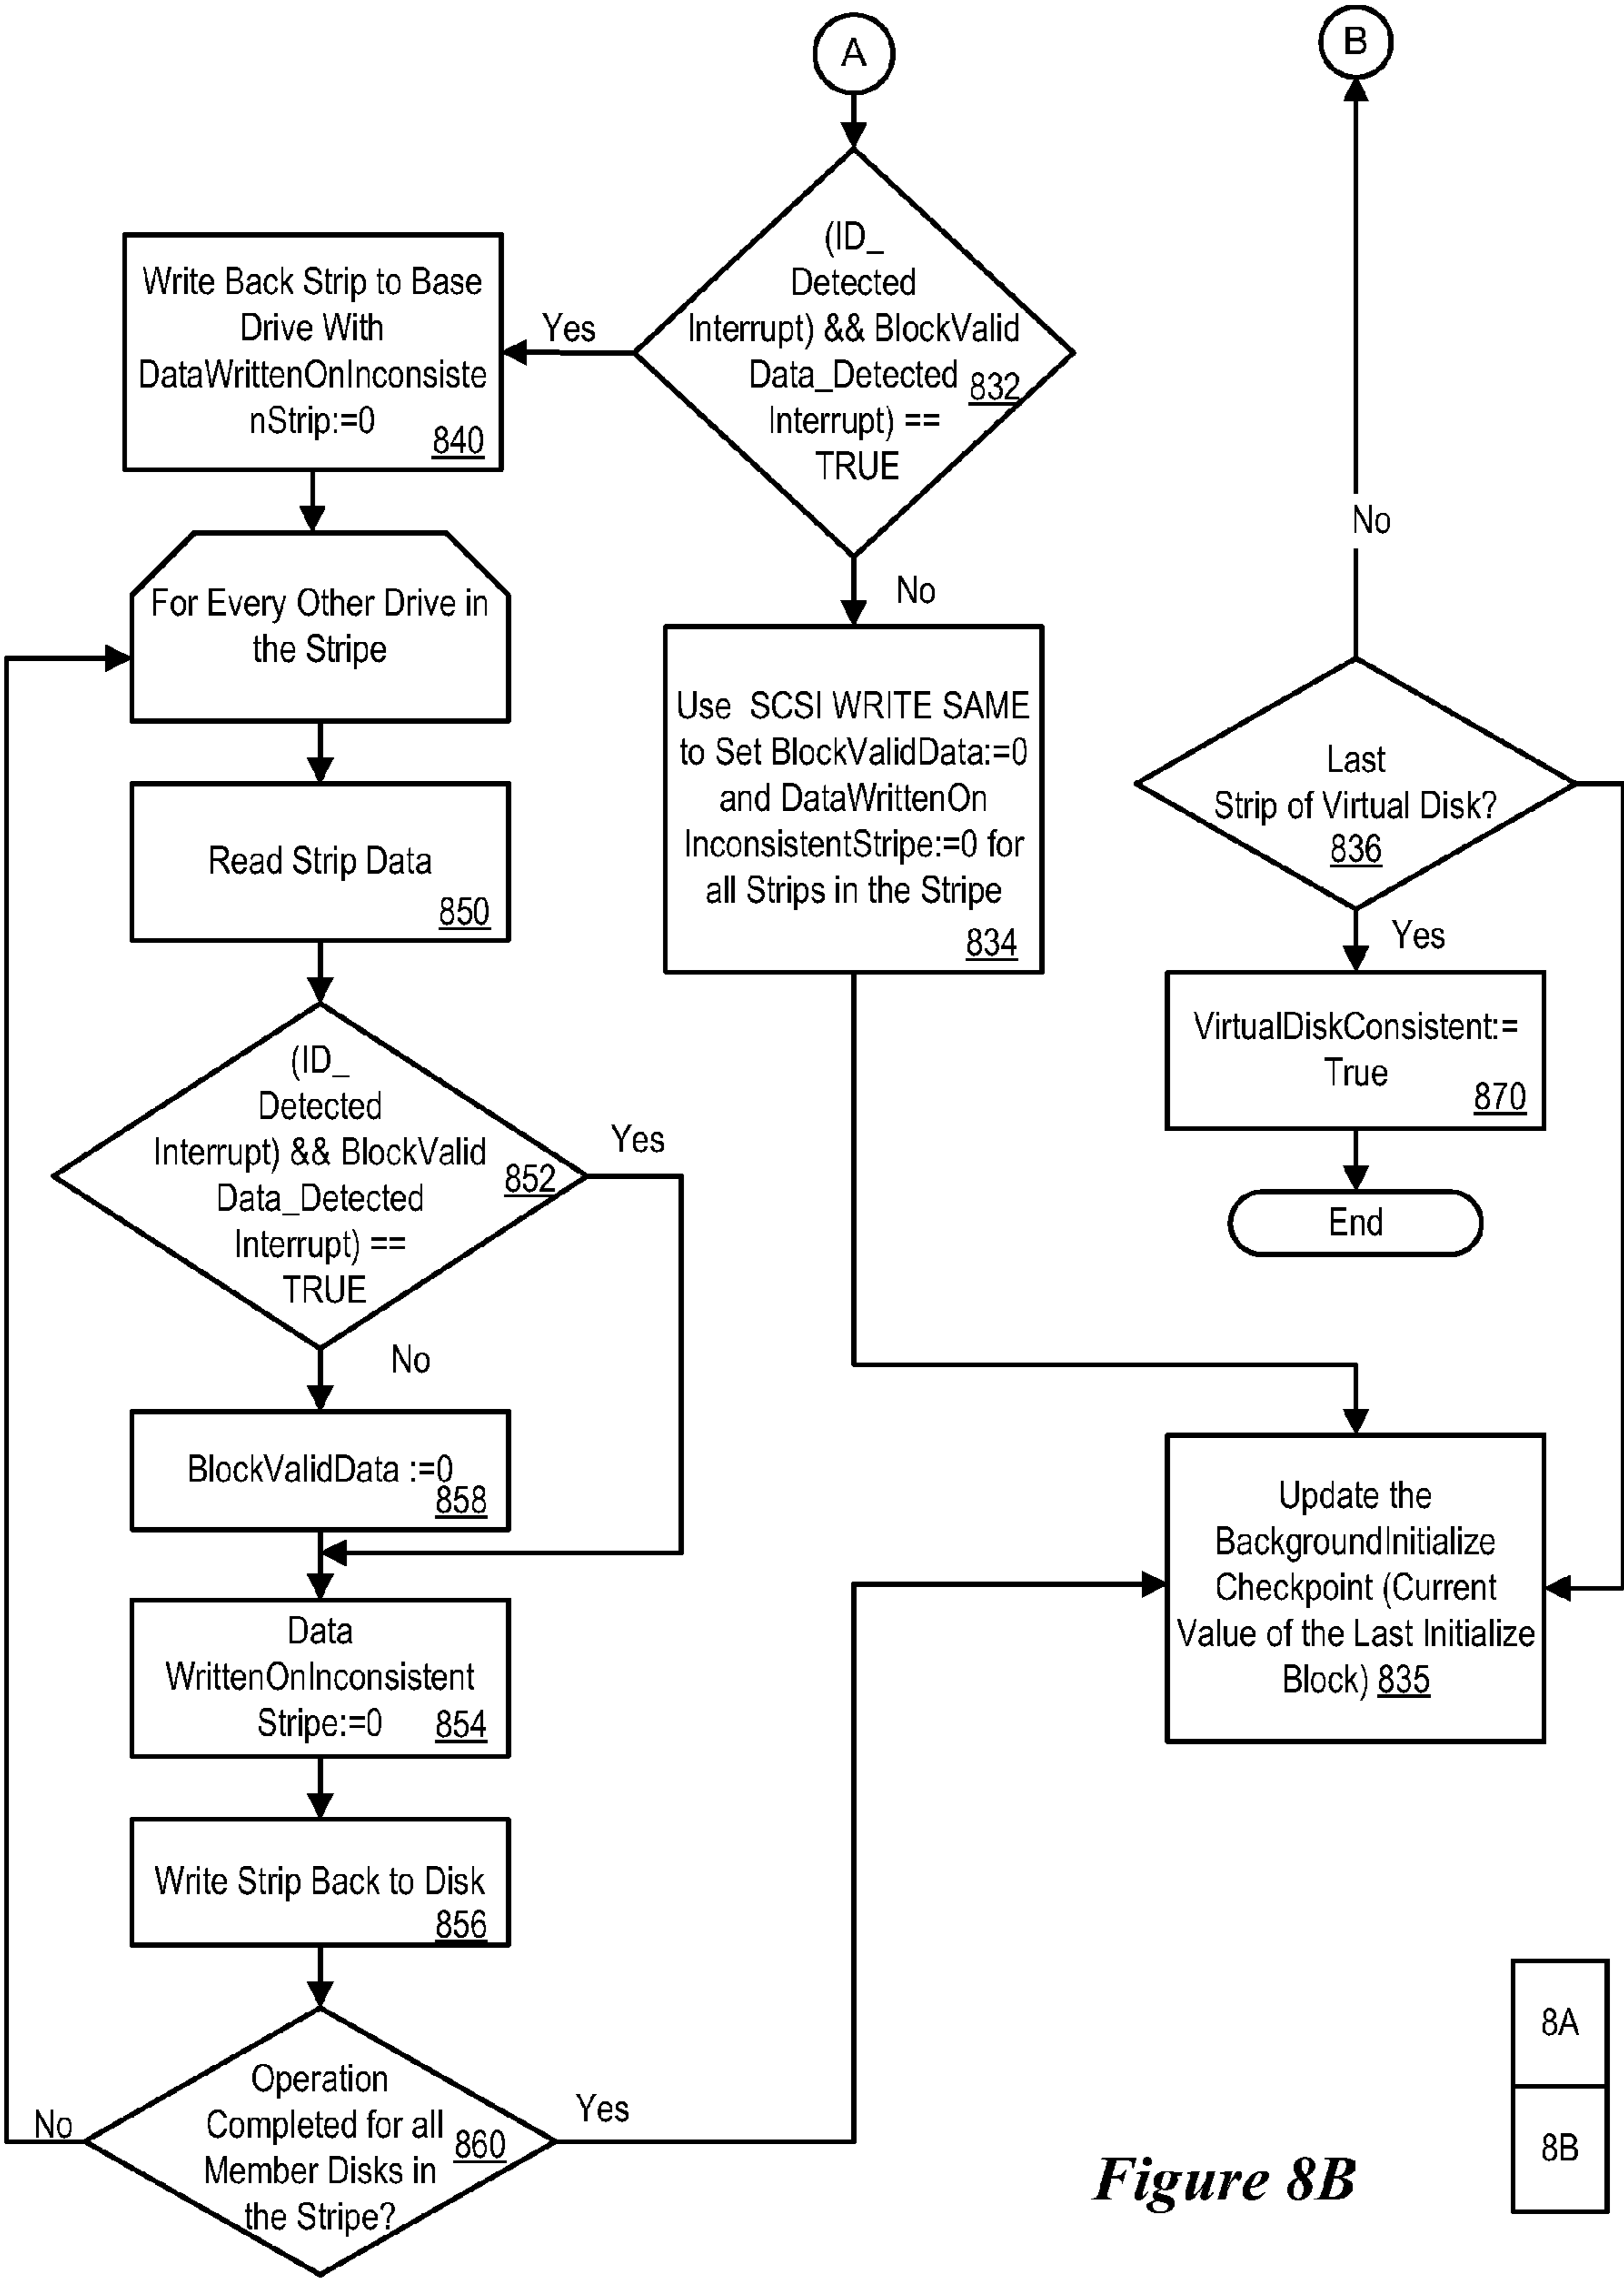 A
B
(ID_
Detected
Interrupt) && BlockValid
Data_Detected
Interrupt) ==
TRUE
832
Yes
Write Back Strip to Base
Drive With
DataWrittenOnInconsiste
nStrip:=0
840
No
No
For Every Other Drive in
the Stripe
Use SCSI WRITE SAME
to Set BlockValidData:=0
and DataWrittenOn
InconsistentStripe:=0 for
all Strips in the Stripe
834
Last
Strip of Virtual Disk?
836
Read Strip Data
850
Yes
VirtualDiskConsistent:=
True
870
(ID_
Detected
Interrupt) && BlockValid
Data_Detected
Interrupt) ==
TRUE
852
Yes
End
No
BlockValidData :=0
858
Update the
BackgroundInitialize
Checkpoint (Current
Value of the Last Initialize
Block) 835
Data
WrittenOnInconsistent
Stripe:=0
854
Write Strip Back to Disk
856
Operation
Completed for all
Member Disks in
the Stripe?
860
No
Yes
Figure 8B
8A
8B